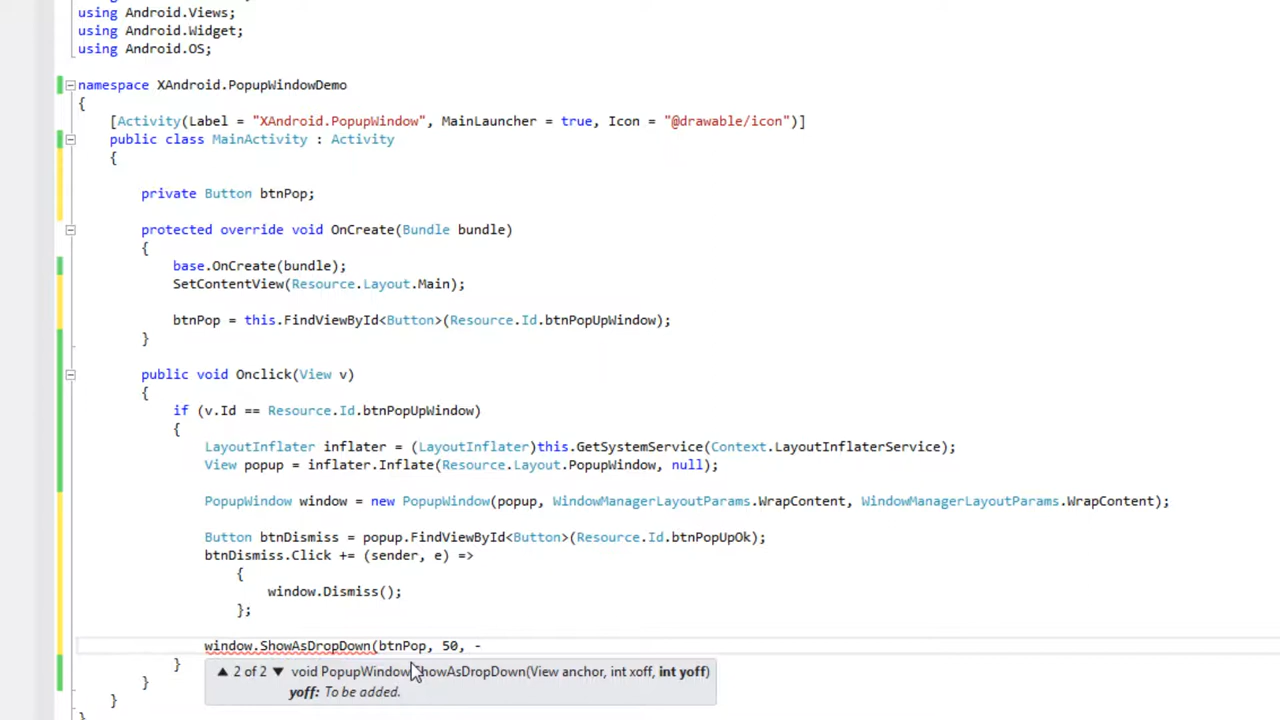 using Android.Views;
using Android.Widget;
using Android.OS;
namespace XAndroid.PopupWindowDemo
{
[Activity(Label = "XAndroid.PopupWindow", MainLauncher = true, Icon = "@drawable/icon")]
public class MainActivity : Activity
{
private Button btnPop;
protected override void OnCreate(Bundle bundle)
{
base.OnCreate(bundle);
SetContentView(Resource.Layout.Main);
btnPop = this.FindViewById<Button>(Resource.Id.btnPopUpWindow);
}
public void Onclick(View v)
{
if (v.Id == Resource.Id.btnPopUpWindow)
{
LayoutInflater inflater = (LayoutInflater)this.GetSystemService(Context.LayoutInflaterService);
View popup = inflater.Inflate(Resource.Layout.PopupWindow, null);
PopupWindow window = new PopupWindow(popup, WindowManagerLayoutParams.WrapContent, WindowManagerLayoutParams.WrapContent);
Button btnDismiss = popup.FindViewById<Button>(Resource.Id.btnPopUpOk);
btnDismiss.Click += (sender, e) =>
{
window.Dismiss();
};
window.ShowAsDropDown(btnPop, 50, -
}
▲ 2 of 2 ▼ void PopupWindow.ShowAsDropDown(View anchor, int xoff, int yoff)
yoff: To be added.
}
}
}